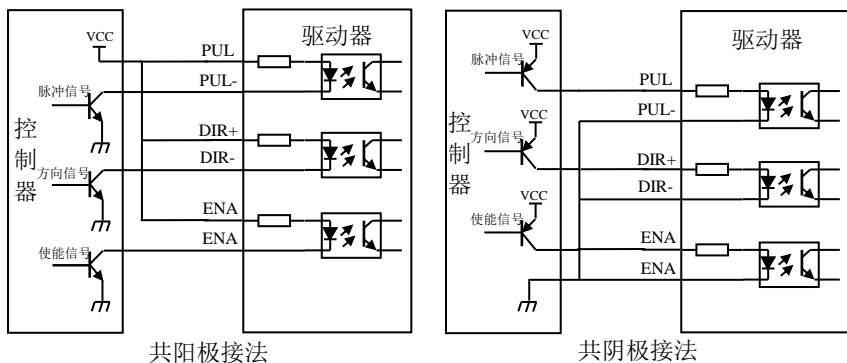 VCC
PUL
驱动器
脉冲信号
PUL-
控制器
DIR+
方向信号
DIR-
ENA
使能信号
ENA
共阳极接法
VCC
脉冲信号
PUL
驱动器
PUL-
VCC
控制器
方向信号
DIR+
DIR-
VCC
使能信号
ENA
ENA
共阴极接法